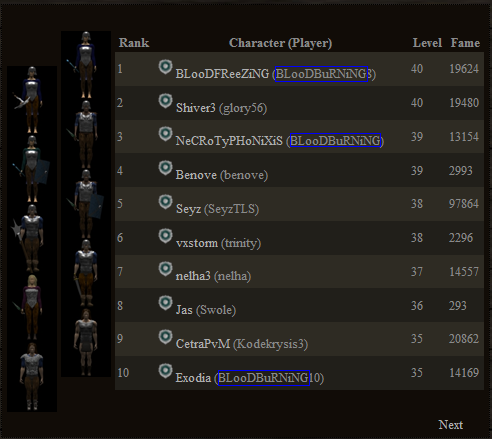 Rank Character (Player) Level Fame
1 BLooDFReeZiNG (BLooDBuRNiNG8) 40 19624
2 Shiver3 (glory56) 40 19480
3 NeCRoTyPHoNiXiS (BLooDBuRNiNG) 39 13154
4 Benove (benove) 39 2993
5 Seyz (SeyzTLS) 38 97864
6 vxstorm (trinity) 38 2296
7 nelha3 (nelha) 37 14557
8 Jas (Swole) 36 293
9 CetraPvM (Kodekrysis3) 35 20862
10 Exodia (BLooDBuRNiNG10) 35 14169
Next